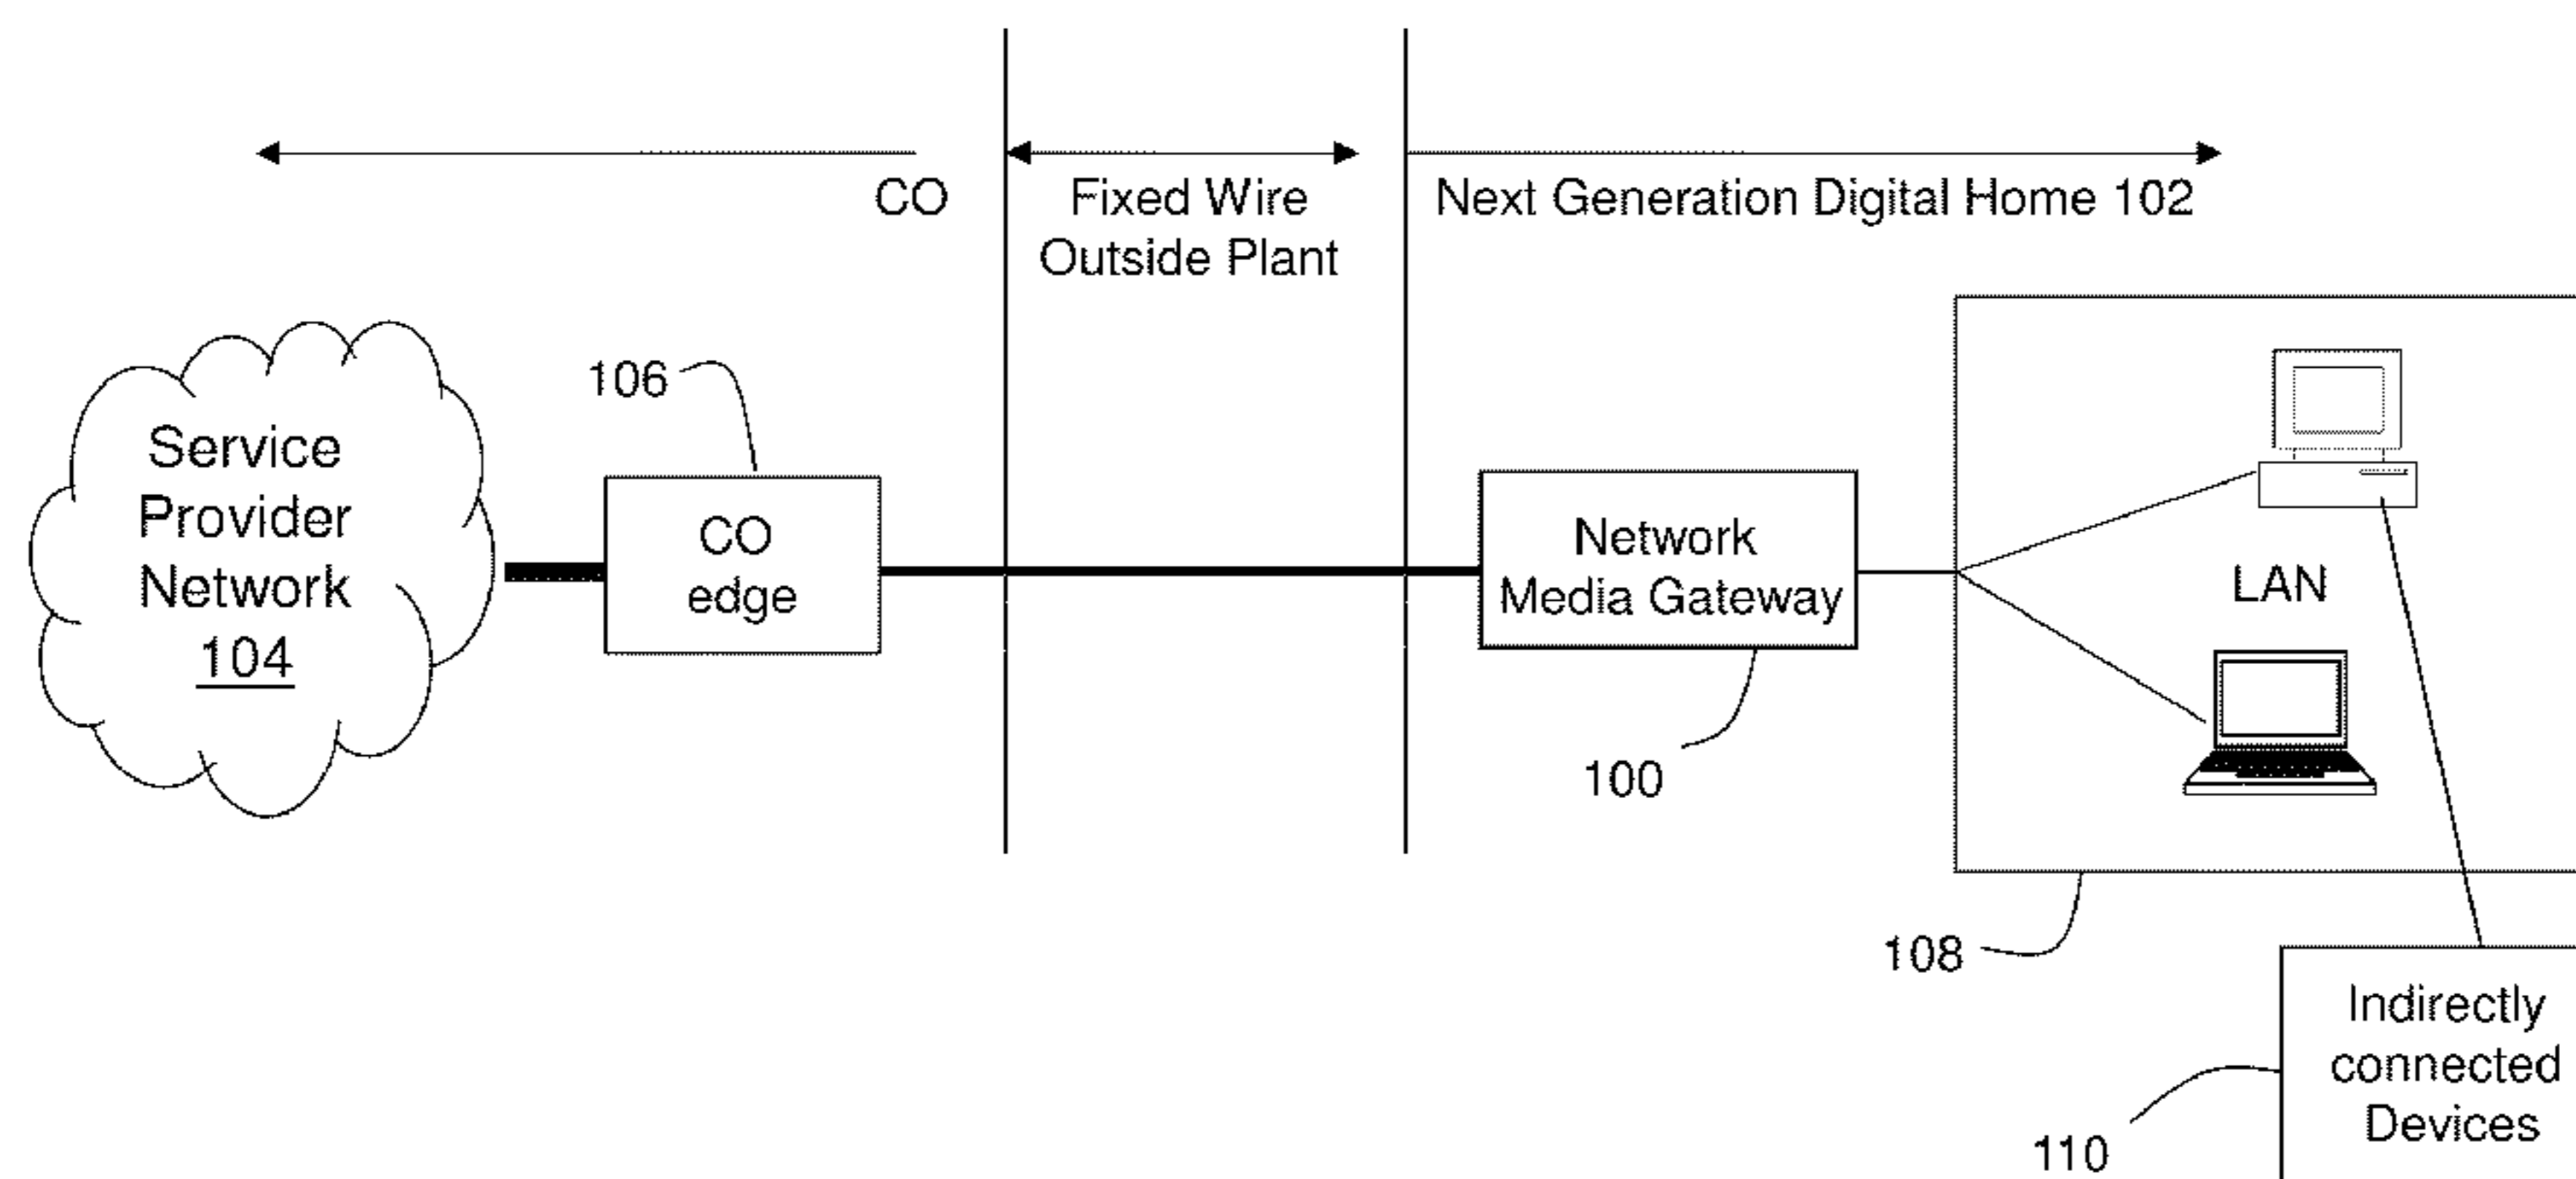 CO
Fixed Wire
Outside Plant
Next Generation Digital Home 102
Service
Provider
Network
104
106
CO
edge
Network
Media Gateway
100
LAN
108
Indirectly
connected
Devices
110